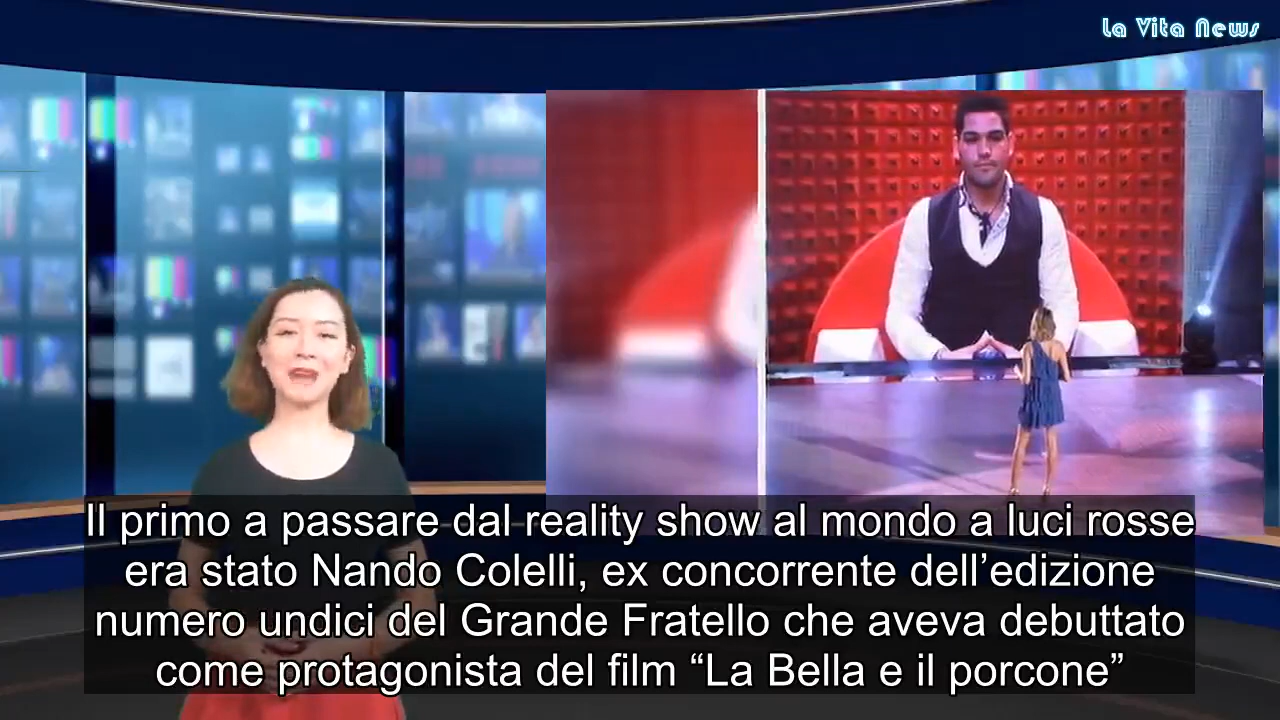 La Vita News
Il primo a passare dal reality show al mondo a luci rosse
era stato Nando Colelli, ex concorrente dell’edizione
numero undici del Grande Fratello che aveva debuttato
come protagonista del film “La Bella e il porcone”